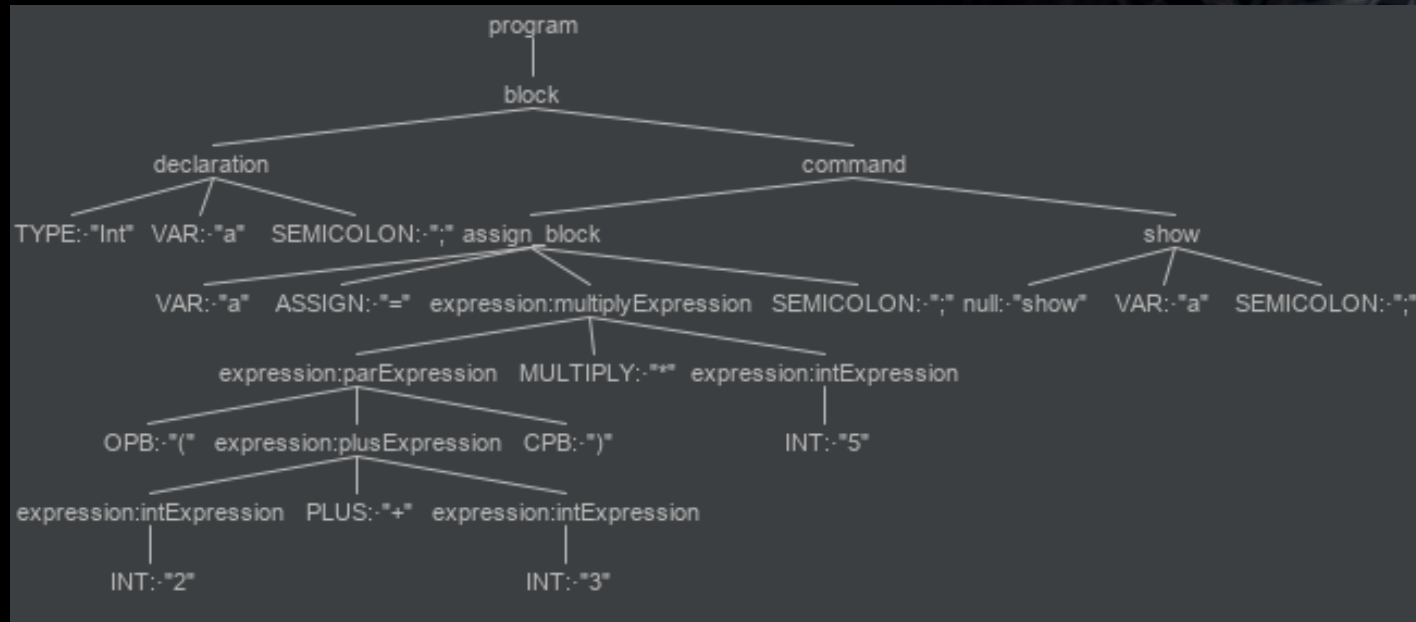 program
block
declaration command
TYPE:-"Int" VAR:-"a" SEMICOLON:-";" assign_block show
VAR:-"a" ASSIGN:-"=" expression:multiplyExpression SEMICOLON:-";" null:-"show" VAR:-"a" SEMICOLON:-";"
expression:parExpression MULTIPLY:-"*" expression:intExpression
OPB:-"(" expression:plusExpression CPB:-")" INT:-"5"
expression:intExpression PLUS:-"+" expression:intExpression
INT:-"2" INT:-"3"